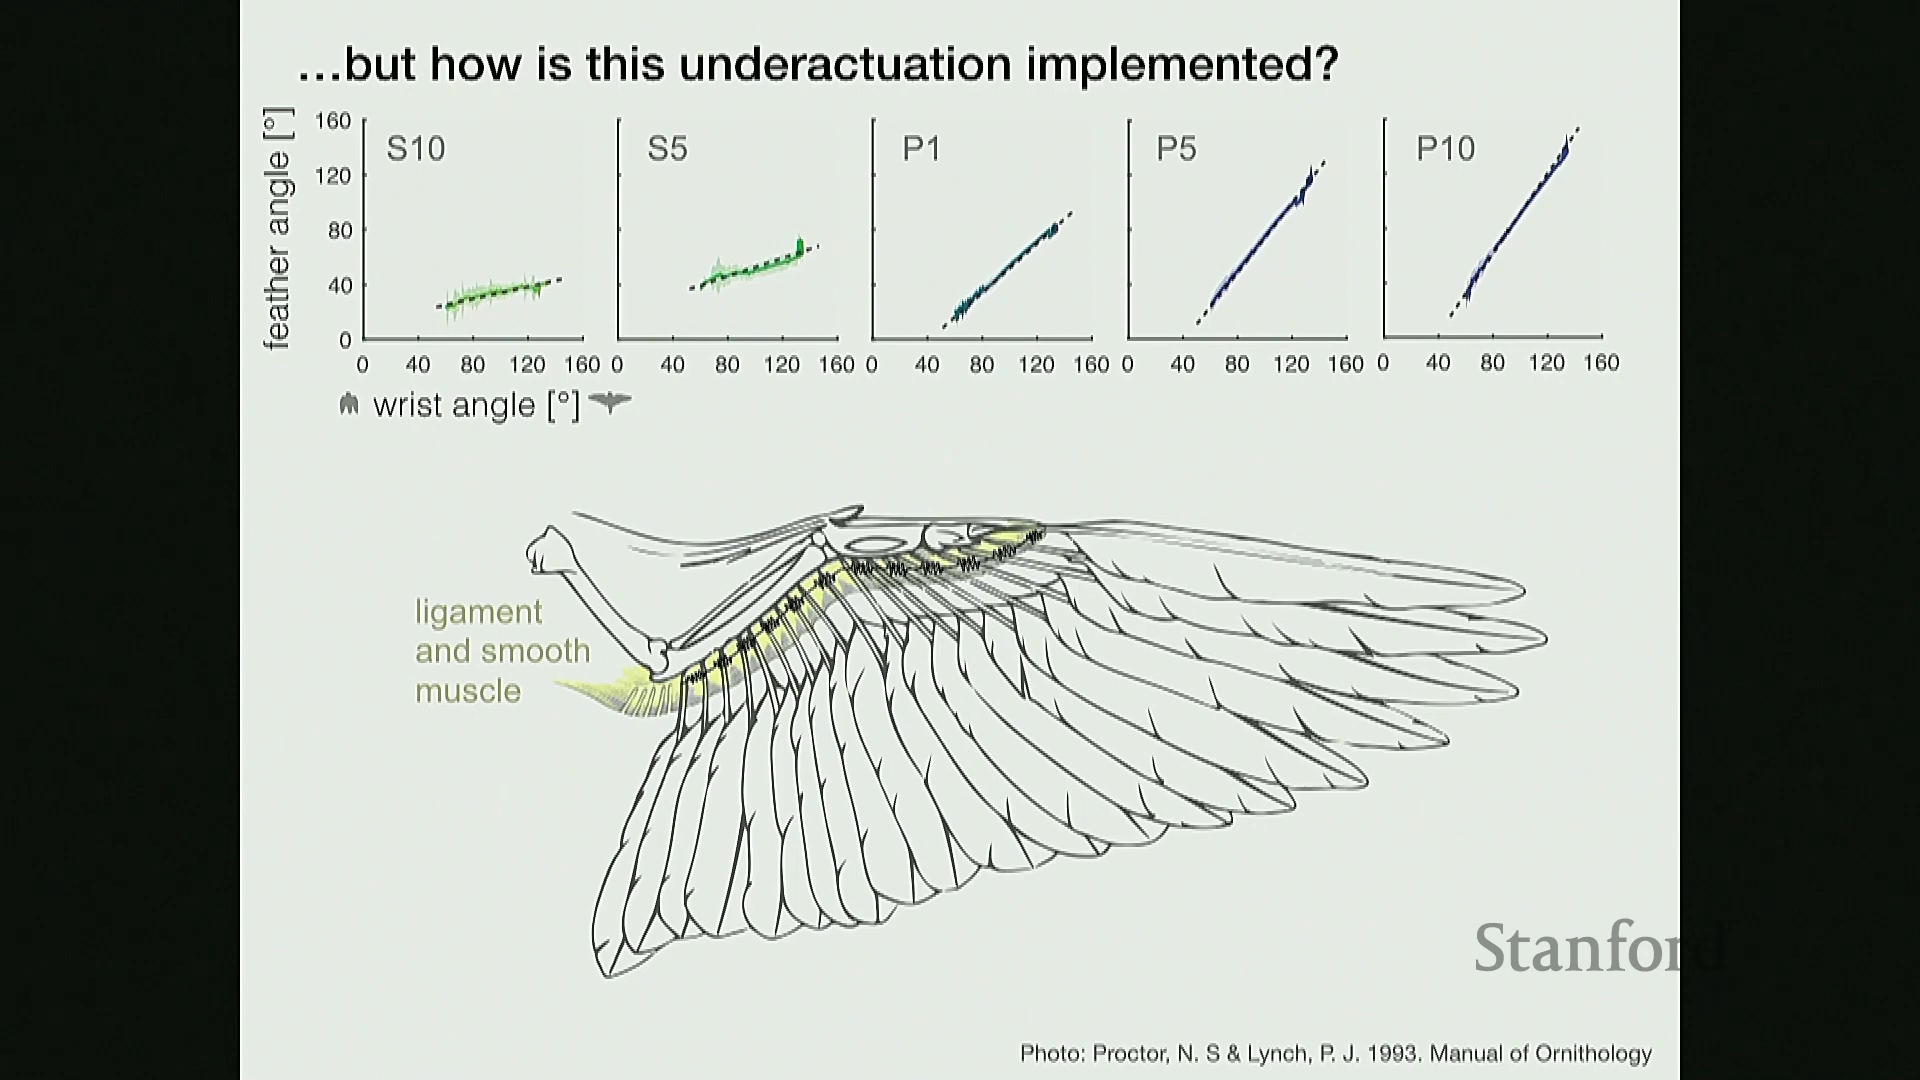 ...but how is this underactuation implemented?
feather angle [°]
160
120
80
40
0
S10
S5
P1
P5
P10
0 40 80 120 160 0 40 80 120 160 0 40 80 120 160 0 40 80 120 160 0 40 80 120 160
wrist angle [°]
ligament
and smooth
muscle
Stanford
Photo: Proctor, N. S & Lynch, P. J. 1993. Manual of Ornithology